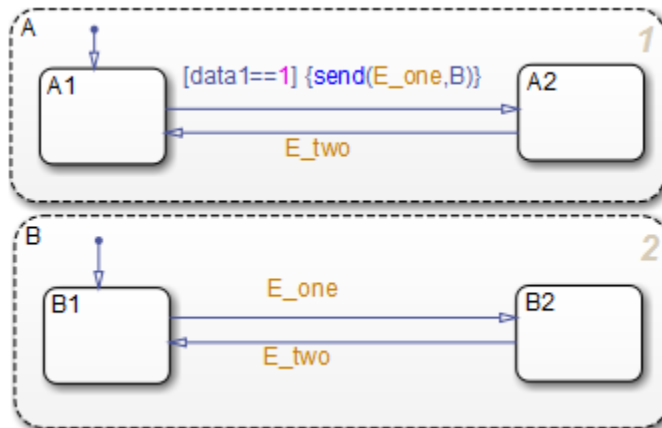 A
1
[data1==1] {send(E_one,B)}
A1
A2
E_two
B
2
E_one
B1
B2
E_two